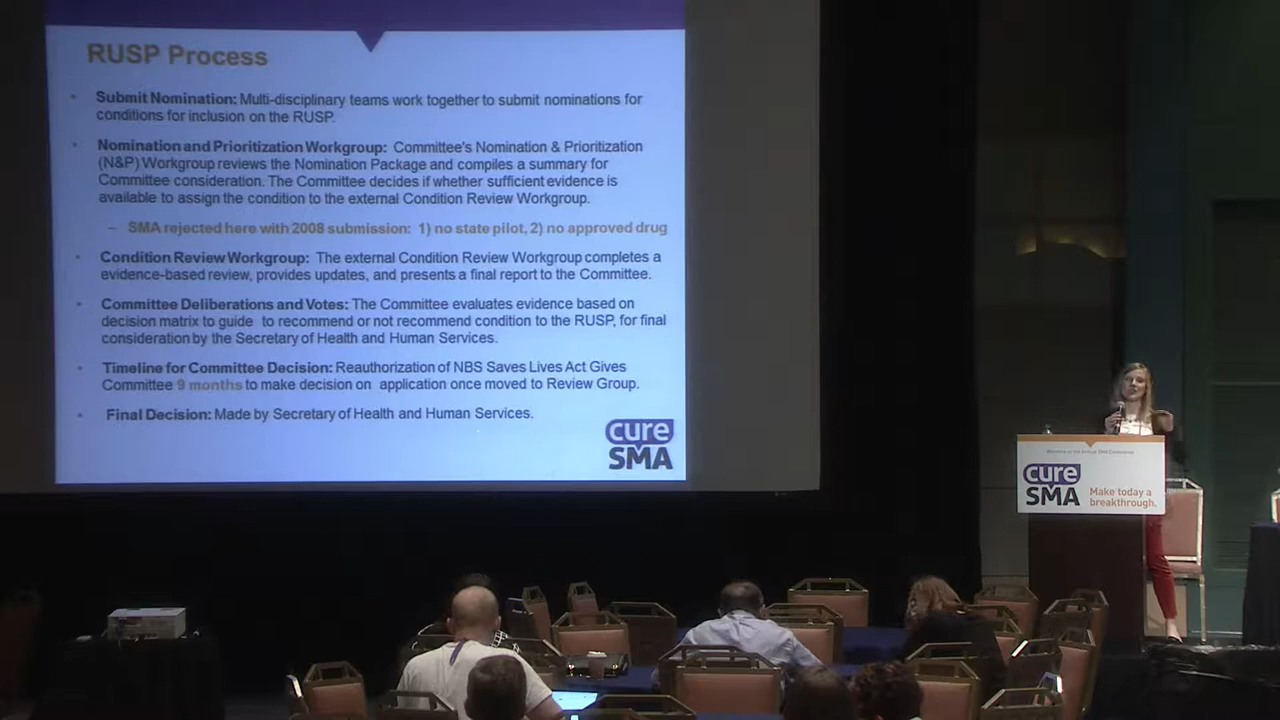 RUSP Process
Submit Nomination: Multi-disciplinary teams work together to submit nominations for
conditions for inclusion on the RUSP.
Nomination and Prioritization Workgroup: Committee's Nomination & Prioritization
(N&P) Workgroup reviews the Nomination Package and compiles a summary for
Committee consideration. The Committee decides if whether sufficient evidence is
available to assign the condition to the external Condition Review Workgroup.
– SMA rejected here with 2008 submission: 1) no state pilot, 2) no approved drug
Condition Review Workgroup: The external Condition Review Workgroup completes a
evidence-based review, provides updates, and presents a final report to the Committee.
Committee Deliberations and Votes: The Committee evaluates evidence based on
decision matrix to guide to recommend or not recommend condition to the RUSP, for final
consideration by the Secretary of Health and Human Services.
Timeline for Committee Decision: Reauthorization of NBS Saves Lives Act Gives
Committee 9 months to make decision on application once moved to Review Group.
Final Decision: Made by Secretary of Health and Human Services.
cure
SMA
Welcome to the Annual SMA Conference
cure
SMA
Make today a
breakthrough.